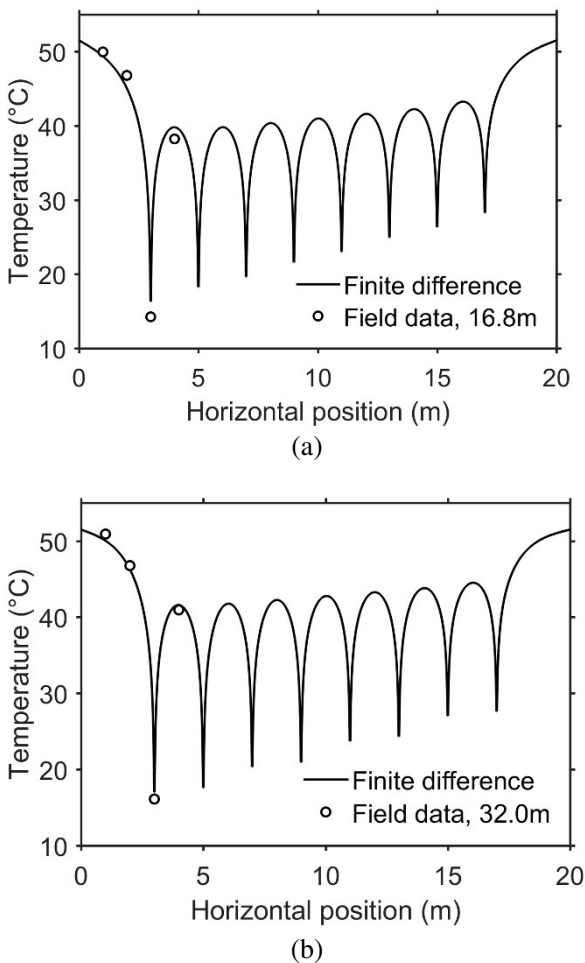 50
40
30
20
10
Temperature (°C)
Finite difference
Field data, 16.8m
0 5 10 15 20
Horizontal position (m)
(a)
50
40
30
20
10
Temperature (°C)
Finite difference
Field data, 32.0m
0 5 10 15 20
Horizontal position (m)
(b)